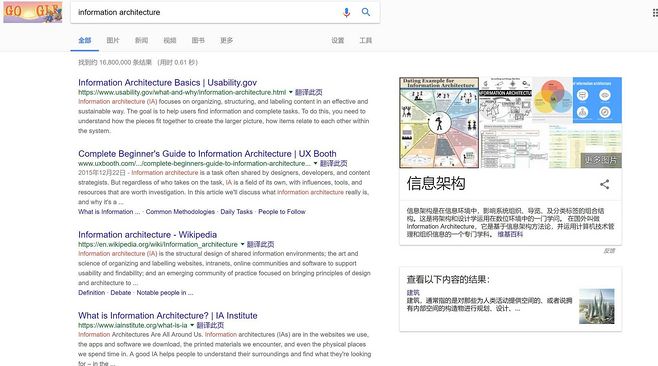 GO GLE
information architecture
全部 图片 新闻 视频 图书 更多 设置 工具
找到约 16,800,000 条结果 （用时 0.61 秒）
Information Architecture Basics | Usability.gov
https://www.usability.gov/what-and-why/information-architecture.html 翻译此页
Information architecture (IA) focuses on organizing, structuring, and labeling content in an effective and
sustainable way. The goal is to help users find information and complete tasks. To do this, you need to
understand how the pieces fit together to create the larger picture, how items relate to each other within
the system.
Complete Beginner's Guide to Information Architecture | UX Booth
www.uxbooth.com/.../complete-beginners-guide-to-information-architecture... 翻译此页
2015年12月22日 - Information architecture is a task often shared by designers, developers, and content
strategists. But regardless of who takes on the task, IA is a field of its own, with influences, tools, and
resources that are worth investigation. In this article we'll discuss what information architecture really is,
and why it's a ...
What is Information ... · Common Methodologies · Daily Tasks · People to Follow
Information architecture - Wikipedia
https://en.wikipedia.org/wiki/Information_architecture 翻译此页
Information architecture (IA) is the structural design of shared information environments; the art and
science of organizing and labelling websites, intranets, online communities and software to support
usability and findability; and an emerging community of practice focused on bringing principles of design
and architecture to ...
Definition · Debate · Notable people in ...
What is Information Architecture? | IA Institute
https://www.iainstitute.org/what-is-ia 翻译此页
Information Architectures Are All Around Us. Information architectures (IAs) are in the websites we use,
the apps and software we download, the printed materials we encounter, and even the physical places
we spend time in. A good IA helps people to understand their surroundings and find what they're looking
for – in the ...
Dating Example for
Information Architecture
INFORMATION ARCHITECTURE
更多图片
信息架构
信息架构是在信息环境中，影响系统组织、导览、及分类标签的组合结
构。这是将架构和设计学运用在数位环境中的一门学问。 在国外叫做
Information Architecture，它是基于信息架构方法论，并运用计算机技术管
理和组织信息的一个专门学科。 维基百科
反馈
查看以下内容的结果：
建筑
建筑，通常指的是对那些为人类活动提供空间的、或者说拥
有内部空间的构造物进行规划、设计、...